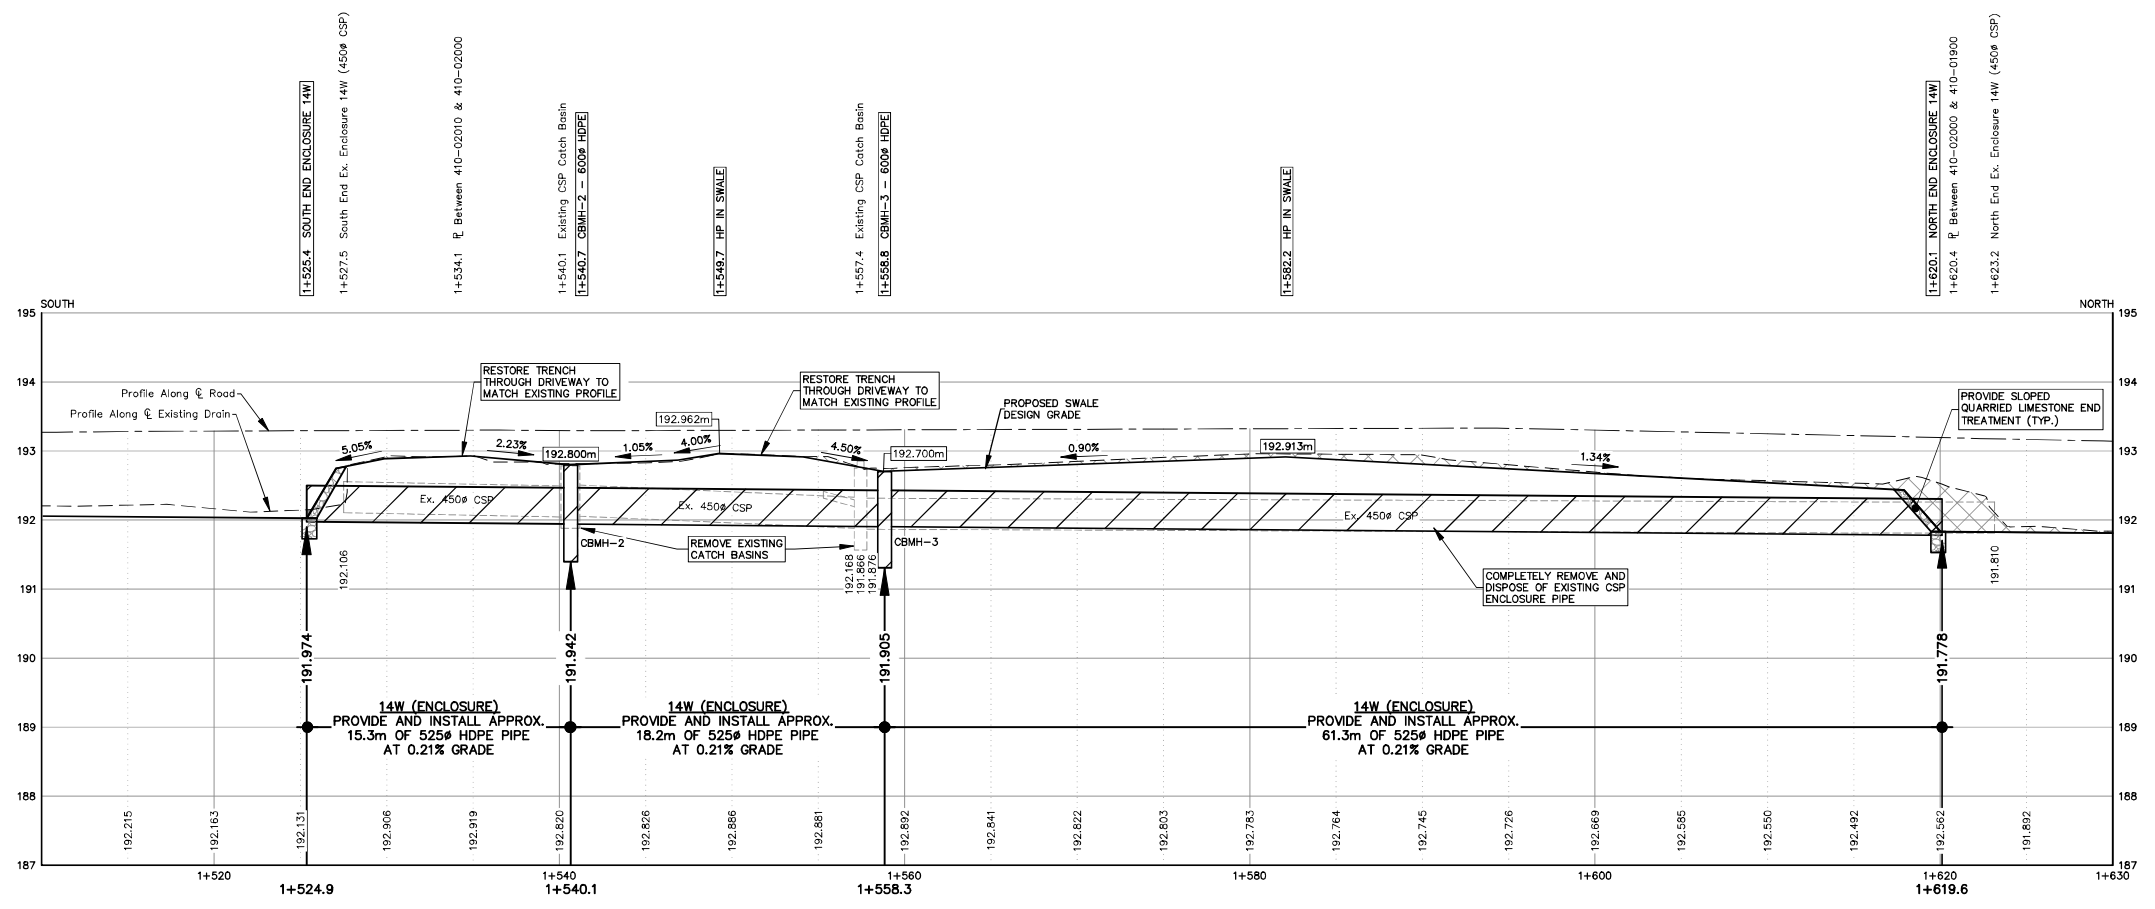 1+525.4 SOUTH END ENCLOSURE 14W
1+527.5 South End Ex. Enclosure 14W (450ø CSP)
1+534.1 ⅊ Between 410-02010 & 410-02000
1+540.1 Existing CSP Catch Basin
1+540.7 CBMH-2 - 600ø HDPE
1+549.7 HP IN SWALE
1+557.4 Existing CSP Catch Basin
1+558.8 CBMH-3 - 600ø HDPE
1+582.2 HP IN SWALE
1+620.1 NORTH END ENCLOSURE 14W
1+620.4 ⅊ Between 410-02000 & 410-01900
1+623.2 North End Ex. Enclosure 14W (450ø CSP)
SOUTH
NORTH
195
195
194
194
193
193
192
192
191
191
190
190
189
189
188
188
187
187
Profile Along ℄ Road
Profile Along ℄ Existing Drain
RESTORE TRENCH
THROUGH DRIVEWAY TO
MATCH EXISTING PROFILE
RESTORE TRENCH
THROUGH DRIVEWAY TO
MATCH EXISTING PROFILE
PROPOSED SWALE
DESIGN GRADE
PROVIDE SLOPED
QUARRIED LIMESTONE END
TREATMENT (TYP.)
192.962m
5.05%
2.23%
192.800m
1.05%
4.00%
4.50%
192.700m
0.90%
192.913m
1.34%
Ex. 450ø CSP
Ex. 450ø CSP
Ex. 450ø CSP
CBMH-2
REMOVE EXISTING
CATCH BASINS
CBMH-3
192.106
192.168
191.866
191.876
191.810
COMPLETELY REMOVE AND
DISPOSE OF EXISTING CSP
ENCLOSURE PIPE
191.974
191.942
191.905
191.778
14W (ENCLOSURE)
PROVIDE AND INSTALL APPROX.
15.3m OF 525ø HDPE PIPE
AT 0.21% GRADE
14W (ENCLOSURE)
PROVIDE AND INSTALL APPROX.
18.2m OF 525ø HDPE PIPE
AT 0.21% GRADE
14W (ENCLOSURE)
PROVIDE AND INSTALL APPROX.
61.3m OF 525ø HDPE PIPE
AT 0.21% GRADE
192.215
192.163
192.131
192.906
192.919
192.820
192.826
192.886
192.881
192.892
192.841
192.822
192.803
192.783
192.764
192.745
192.726
192.669
192.585
192.550
192.492
192.562
191.892
1+520
1+540
1+560
1+580
1+600
1+620
1+630
1+524.9
1+540.1
1+558.3
1+619.6